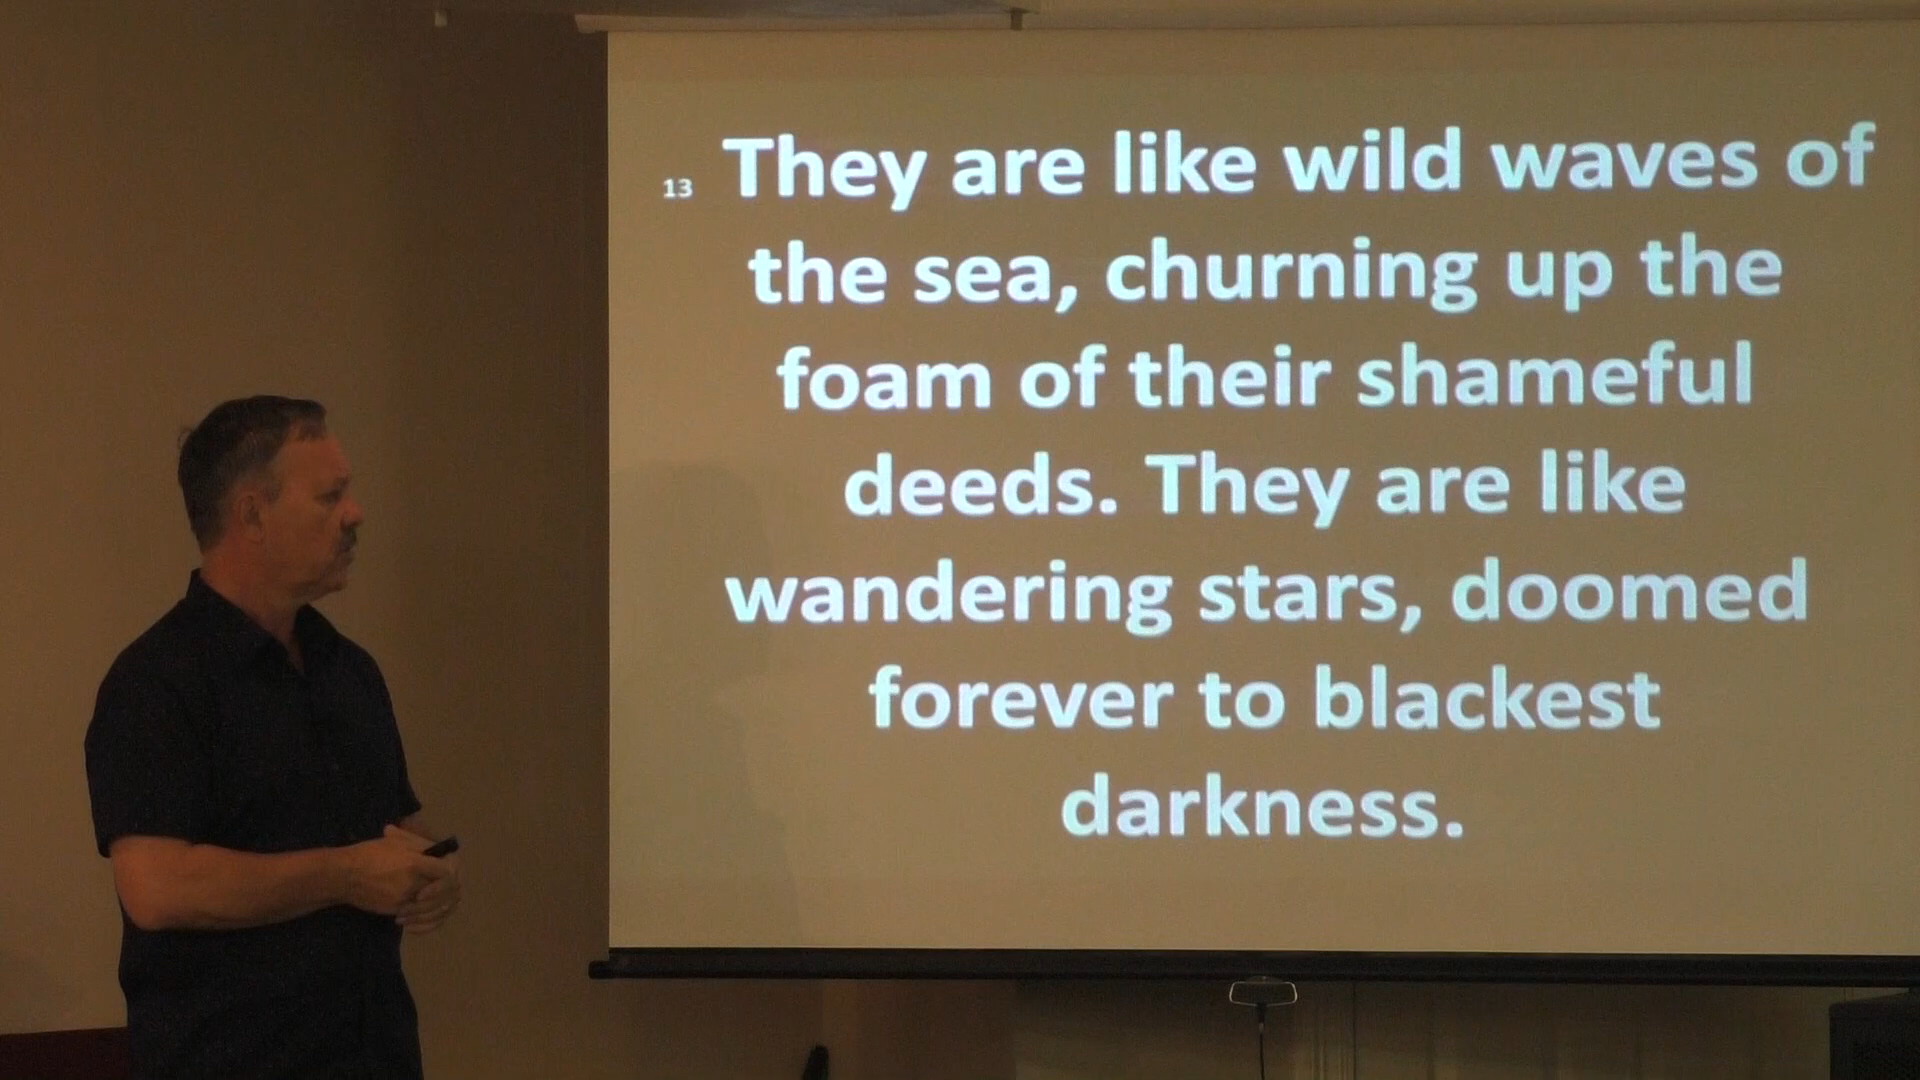 13 They are like wild waves of
the sea, churning up the
foam of their shameful
deeds. They are like
wandering stars, doomed
forever to blackest
darkness.